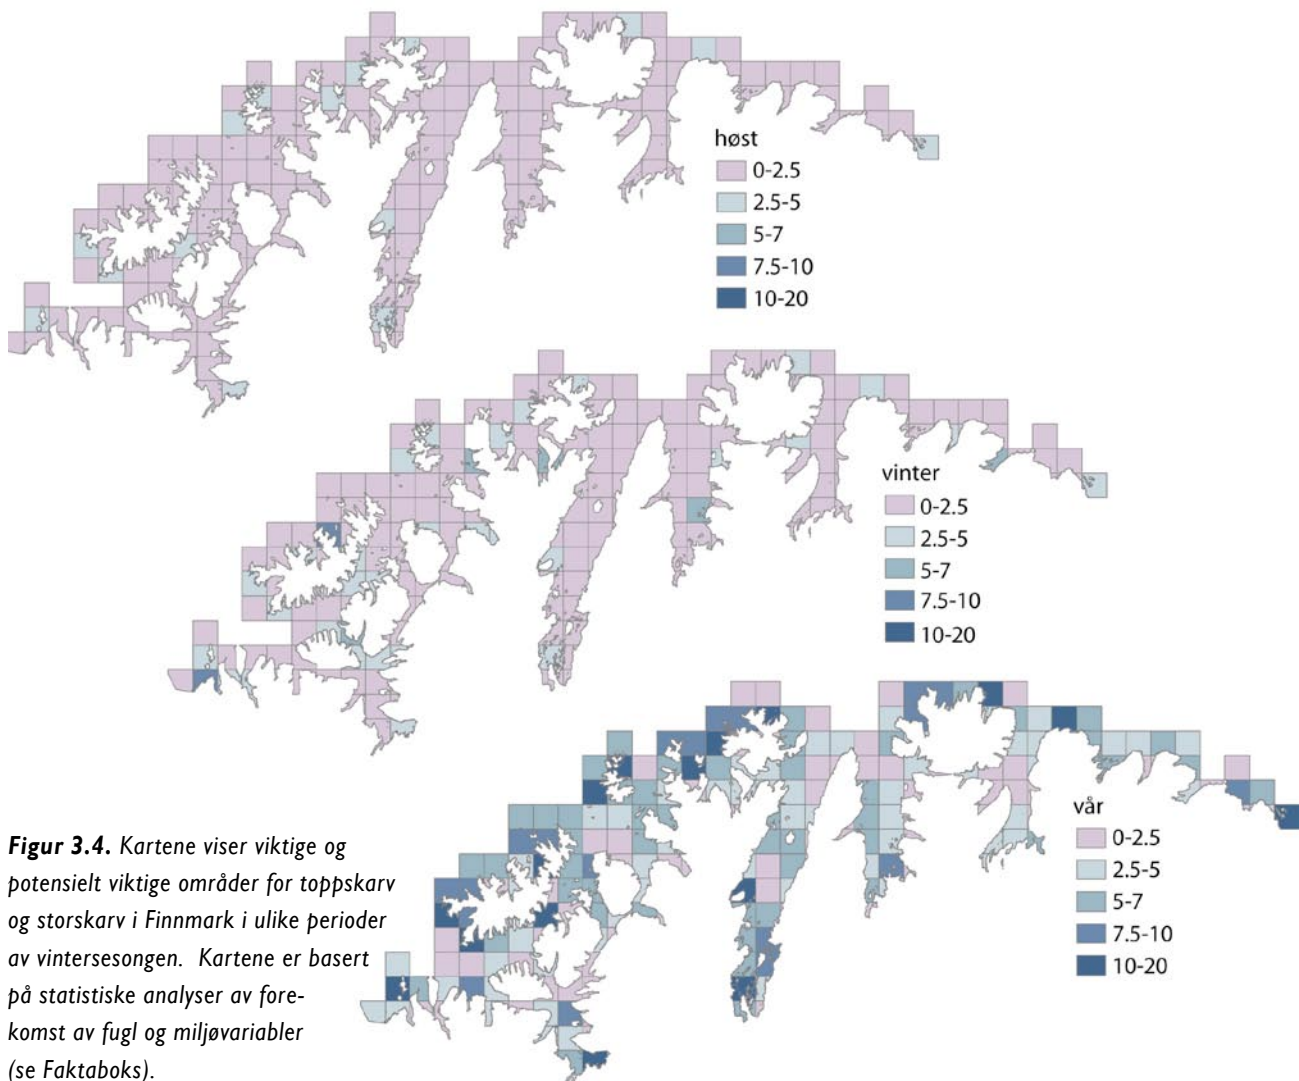 høst
0-2.5
2.5-5
5-7
7.5-10
10-20
vinter
0-2.5
2.5-5
5-7
7.5-10
10-20
vår
0-2.5
2.5-5
5-7
7.5-10
10-20
Figur 3.4. Kartene viser viktige og
potensielt viktige områder for toppskarv
og storskarv i Finnmark i ulike perioder
av vintersesongen. Kartene er basert
på statistiske analyser av fore-
komst av fugl og miljøvariabler
(se Faktaboks).